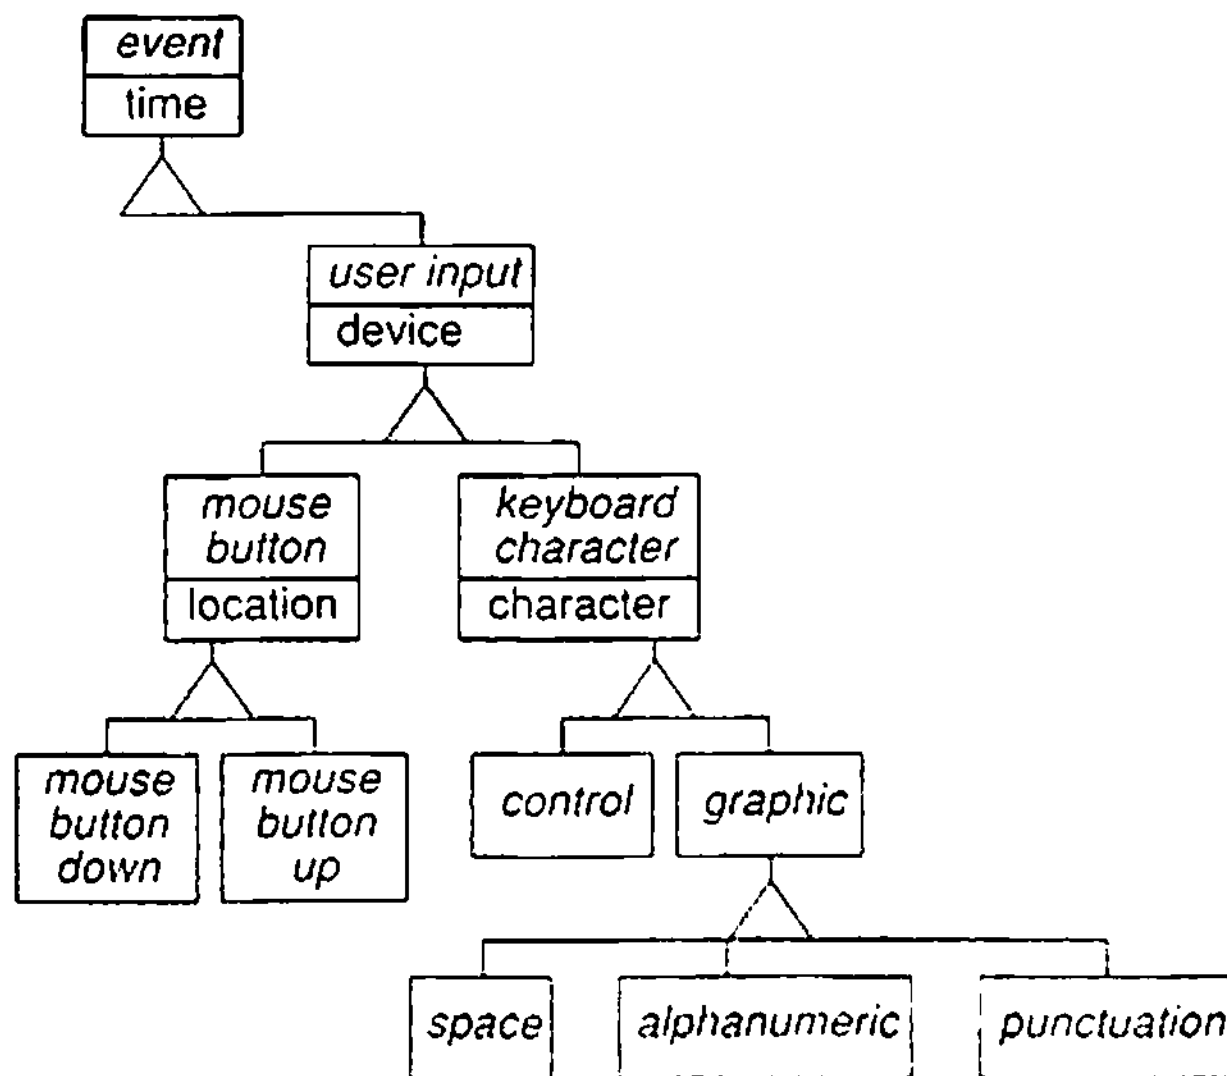 event
time
user input
device
mouse
button
location
keyboard
character
character
mouse
button
down
mouse
button
up
control
graphic
space
alphanumeric
punctuation